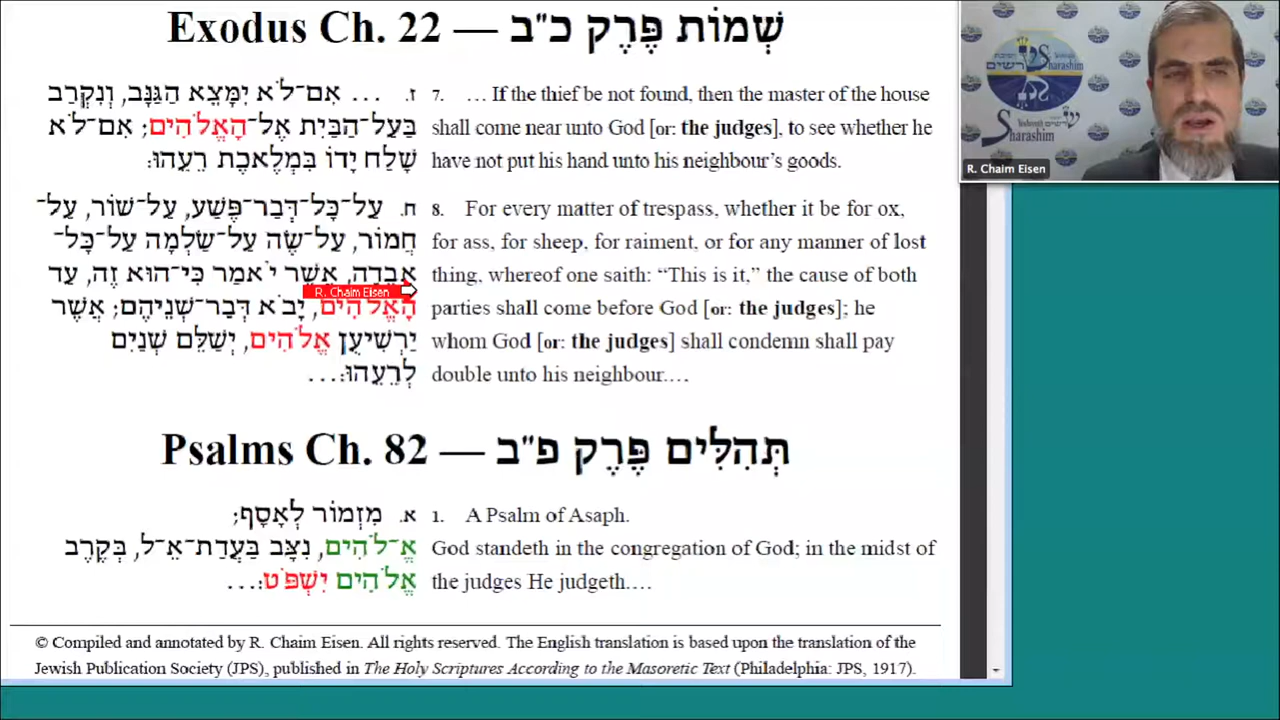 Exodus Ch. 22 — שְׁמוֹת פֶּרֶק כ"ב
ז. ... אִם־לֹא יִמָּצֵא הַגַּנָּב, וְנִקְרַב
בַּעַל־הַבַּיִת אֶל־הָאֱלֹהִים; אִם־לֹא
שָׁלַח יָדוֹ בִּמְלֶאכֶת רֵעֵהוּ:
7. … If the thief be not found, then the master of the house
shall come near unto God [or: the judges], to see whether he
have not put his hand unto his neighbour's goods.
ח. עַל־כָּל־דְּבַר־פֶּשַׁע, עַל־שׁוֹר, עַל־
חֲמוֹר, עַל־שֶׂה עַל־שַׂלְמָה עַל־כָּל־
אֲבֵדָה, אֲשֶׁר יֹאמַר כִּי־הוּא זֶה, עַד
הָאֱלֹהִים, יָבֹא דְּבַר־שְׁנֵיהֶם; אֲשֶׁר
יַרְשִׁיעֻן אֱלֹהִים, יְשַׁלֵּם שְׁנַיִם
לְרֵעֵהוּ:...
8. For every matter of trespass, whether it be for ox,
for ass, for sheep, for raiment, or for any manner of lost
thing, whereof one saith: “This is it,” the cause of both
parties shall come before God [or: the judges]; he
whom God [or: the judges] shall condemn shall pay
double unto his neighbour.…
R. Chaim Eisen
Psalms Ch. 82 — תְּהִלִּים פֶּרֶק פ"ב
א. מִזְמוֹר לְאָסָף;
אֱ־לֹהִים, נִצָּב בַּעֲדַת־אֵ־ל, בְּקֶרֶב
אֱלֹהִים יִשְׁפֹּט:...
1. A Psalm of Asaph.
God standeth in the congregation of God; in the midst of
the judges He judgeth.…
© Compiled and annotated by R. Chaim Eisen. All rights reserved. The English translation is based upon the translation of the
Jewish Publication Society (JPS), published in The Holy Scriptures According to the Masoretic Text (Philadelphia: JPS, 1917).
Sharashim
שרשים
Sharashim
R. Chaim Eisen